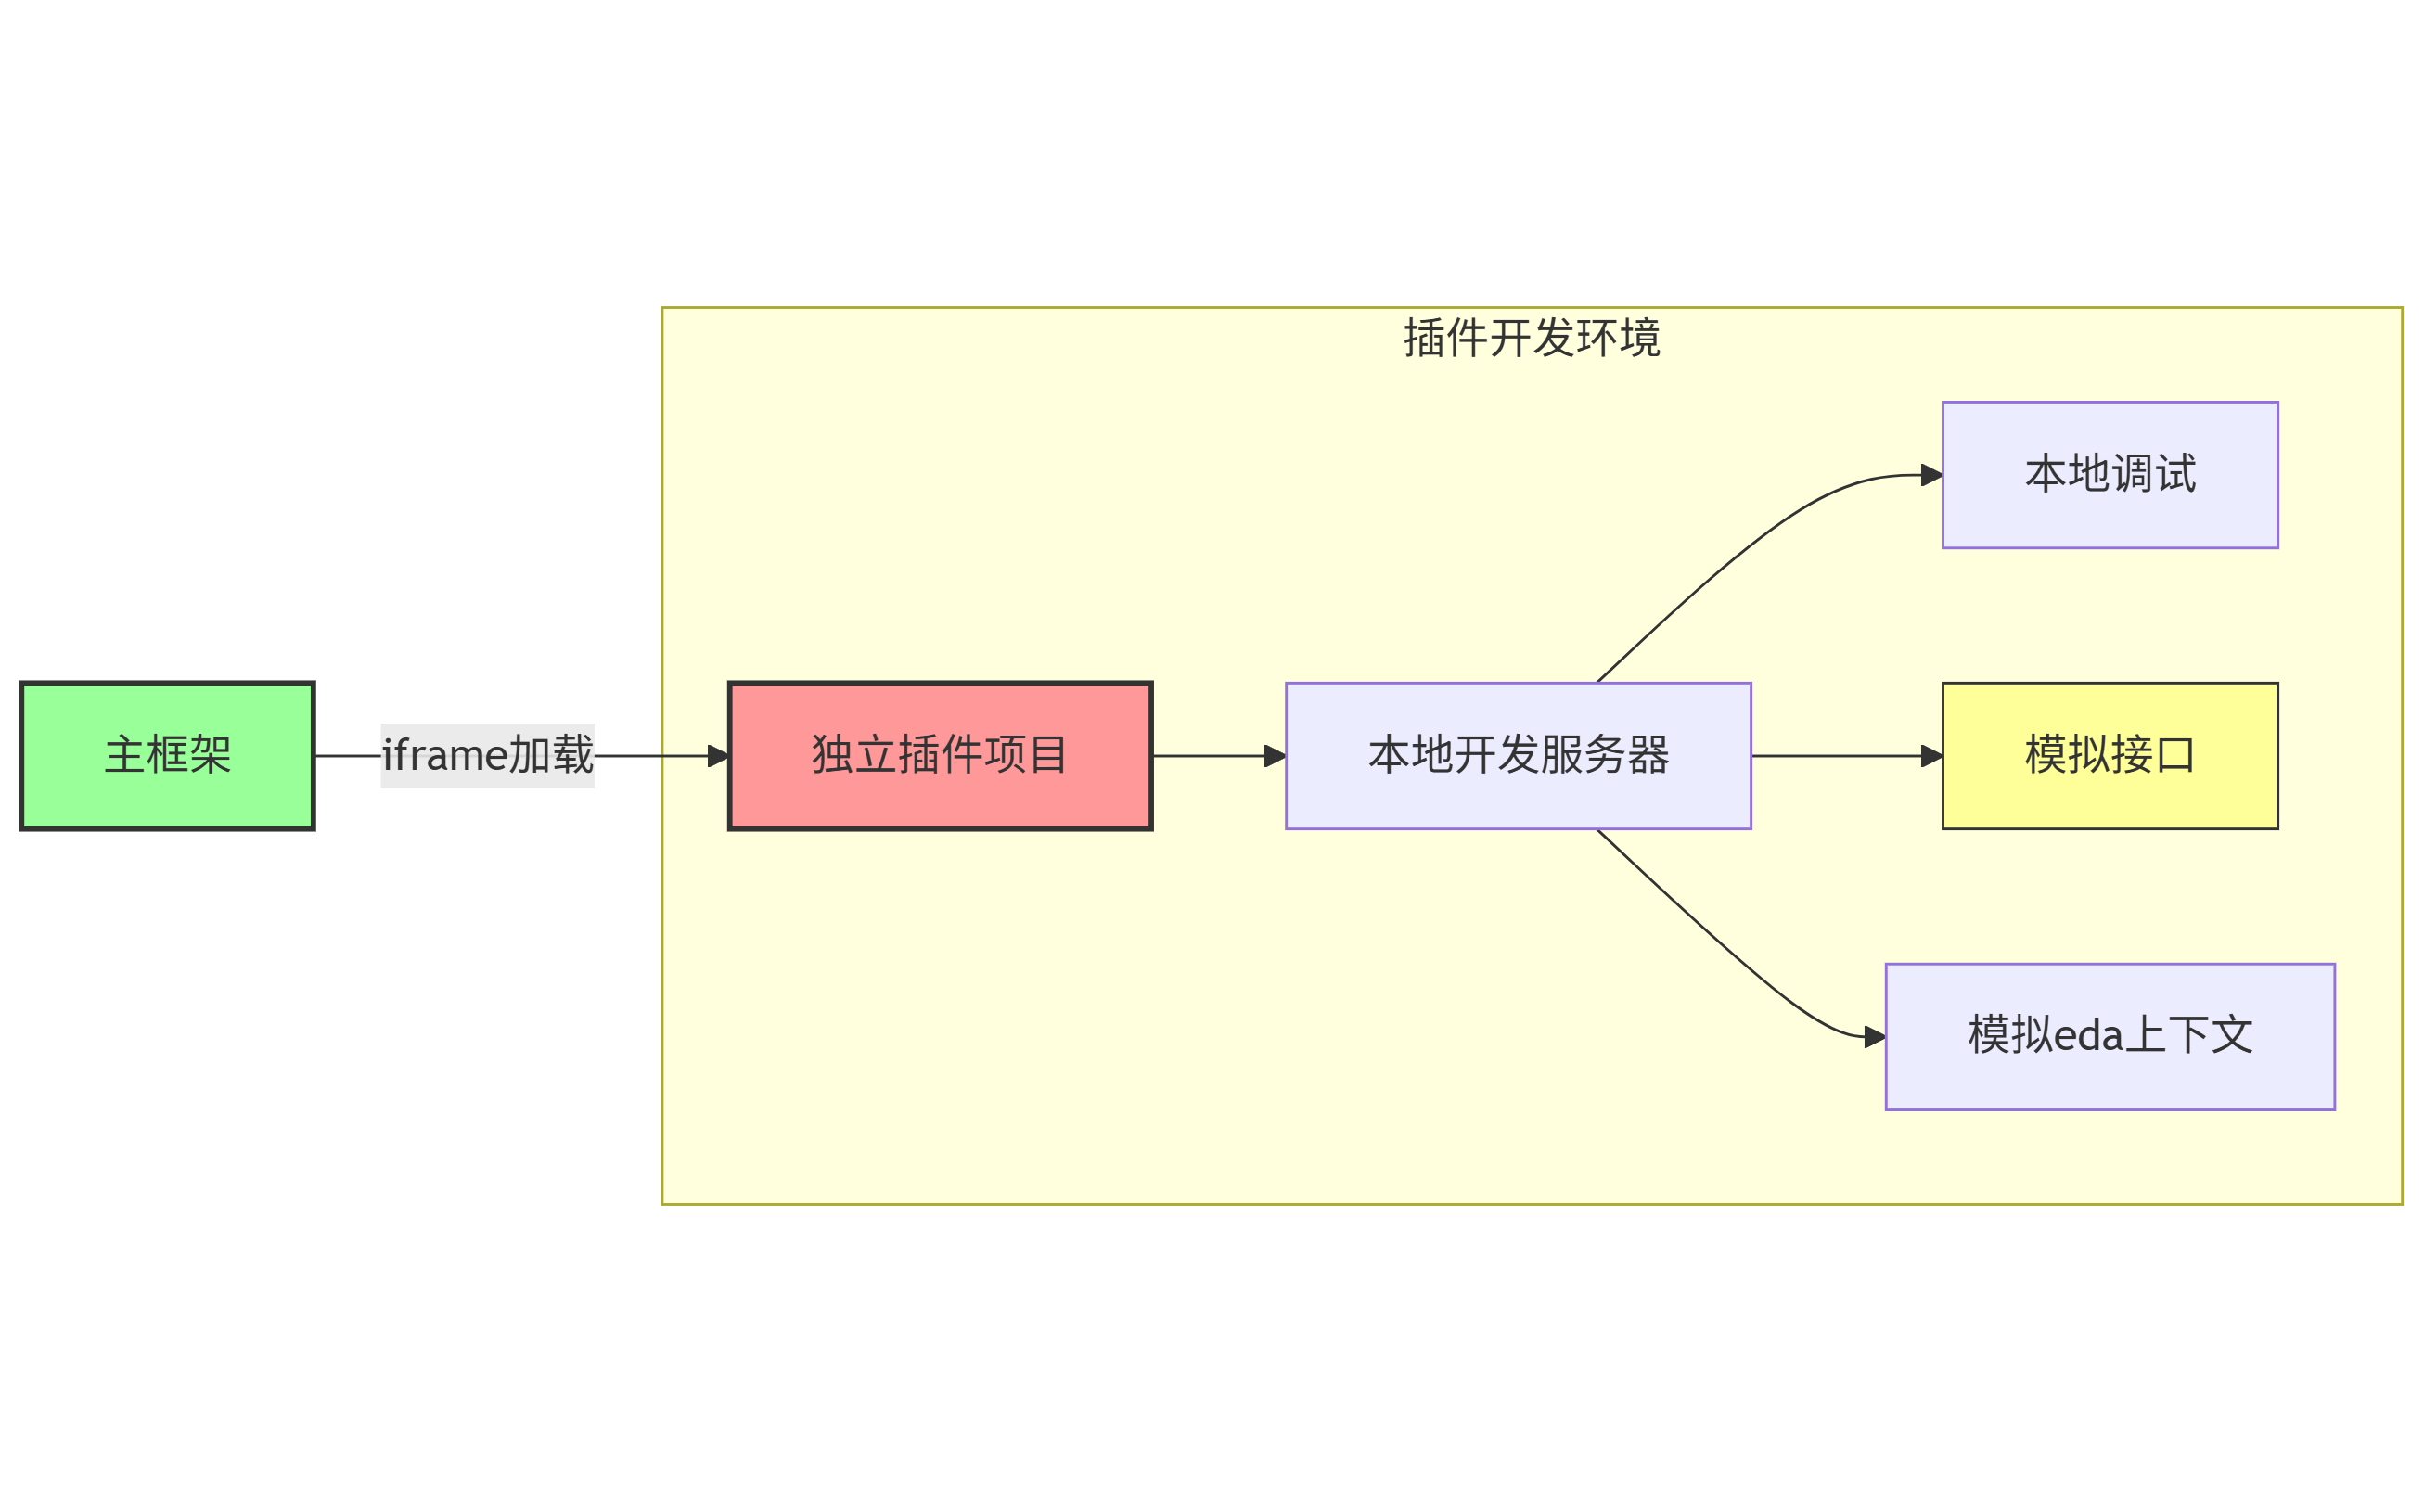 插件开发环境
主框架
iframe加载
独立插件项目
本地开发服务器
本地调试
模拟接口
模拟eda上下文